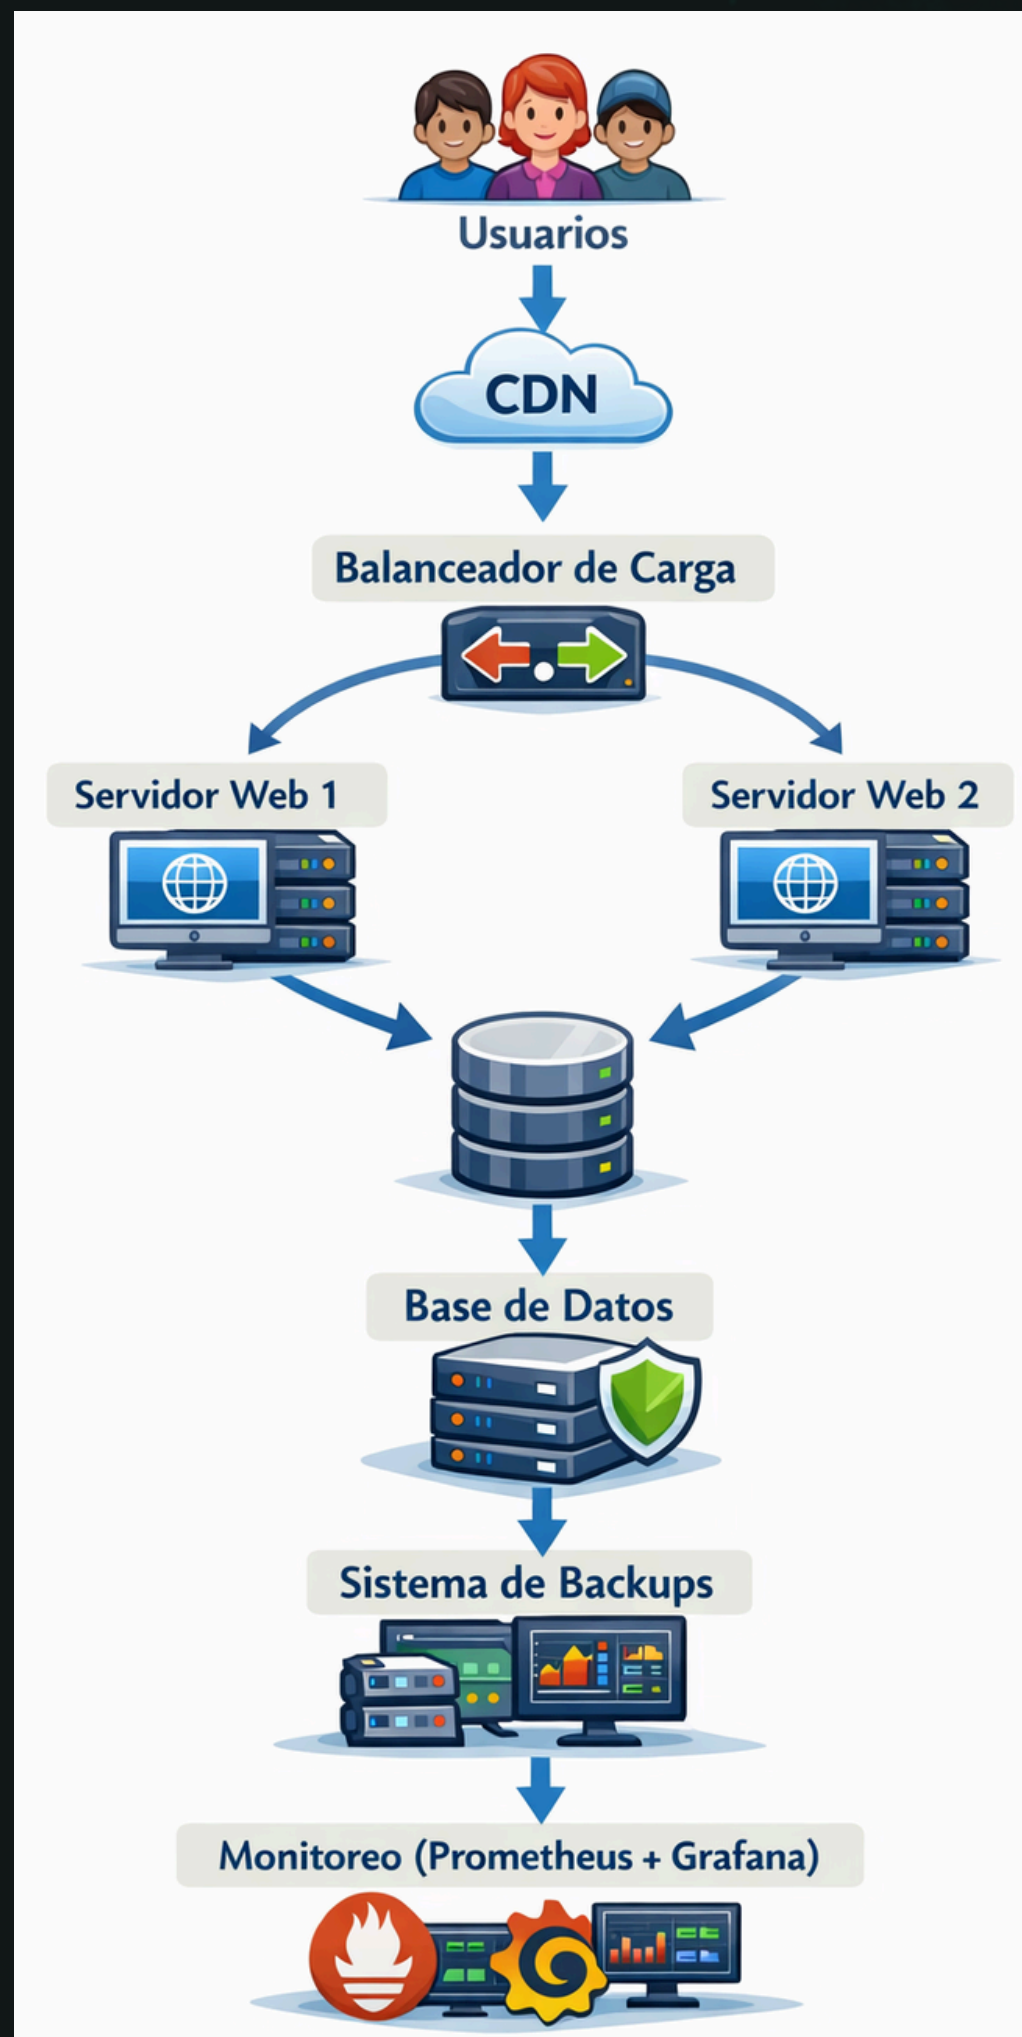 Usuarios
CDN
Balanceador de Carga
Servidor Web 1
Servidor Web 2
Base de Datos
Sistema de Backups
Monitoreo (Prometheus + Grafana)